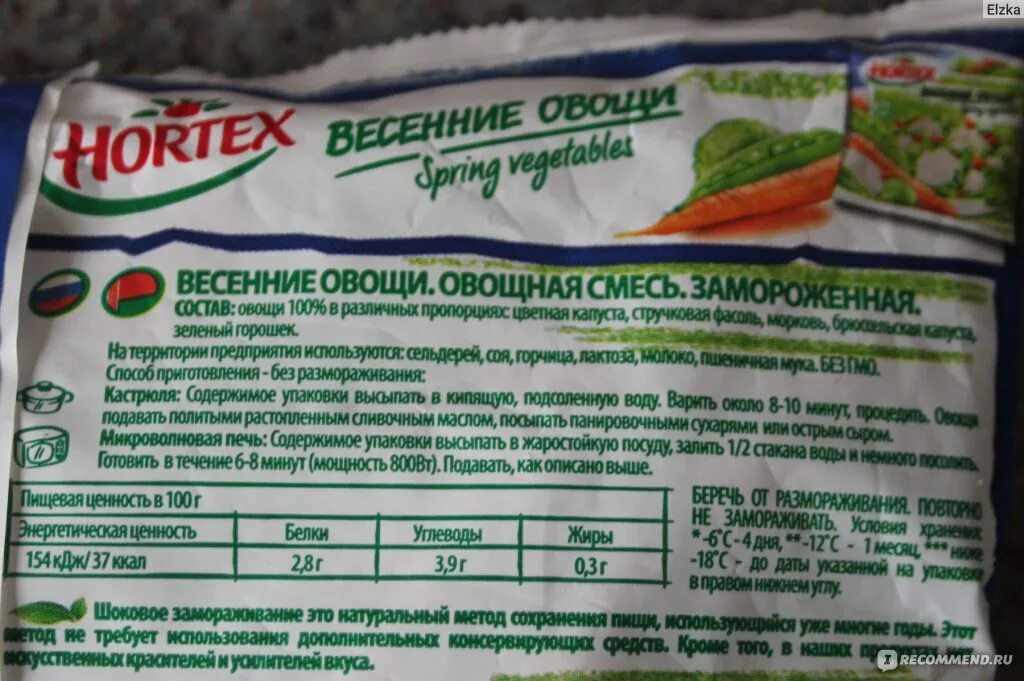 Elzka
HORTEX
ВЕСЕННИЕ ОВОЩИ
Spring vegetables
HORTEX
ВЕСЕННИЕ ОВОЩИ. ОВОЩНАЯ СМЕСЬ. ЗАМОРОЖЕННАЯ.
СОСТАВ: овощи 100% в различных пропорциях: цветная капуста, стручковая фасоль, морковь, брюссельская капуста,
зеленый горошек.
На территории предприятия используются: сельдерей, соя, горчица, лактоза, молоко, пшеничная мука. БЕЗ ГМО.
Способ приготовления - без размораживания:
Кастрюля: Содержимое упаковки высыпать в кипящую, подсоленную воду. Варить около 8-10 минут, процедить. Овощи
подавать политыми растопленным сливочным маслом, посыпать панировочными сухарями или острым сыром.
Микроволновая печь: Содержимое упаковки высыпать в жаростойкую посуду, залить 1/2 стакана воды и немного посолить.
Готовить в течение 6-8 минут (мощность 800Вт). Подавать, как описано выше.
Пищевая ценность в 100 г
Энергетическая ценность Белки Углеводы Жиры
154 кДж/ 37 ккал 2,8 г 3,9 г 0,3 г
БЕРЕЧЬ ОТ РАЗМОРАЖИВАНИЯ. ПОВТОРНО
НЕ ЗАМОРАЖИВАТЬ. Условия хранения:
*-6°С - 4 дня, **-12°С - 1 месяц, *** ниже
-18°С - до даты указанной на упаковке
в правом нижнем углу.
Шоковое замораживание это натуральный метод сохранения пищи, использующийся уже многие годы. Этот
метод не требует использования дополнительных консервирующих средств. Кроме того, в наших
искусственных красителей и усилителей вкуса.
IRECOMMEND.RU